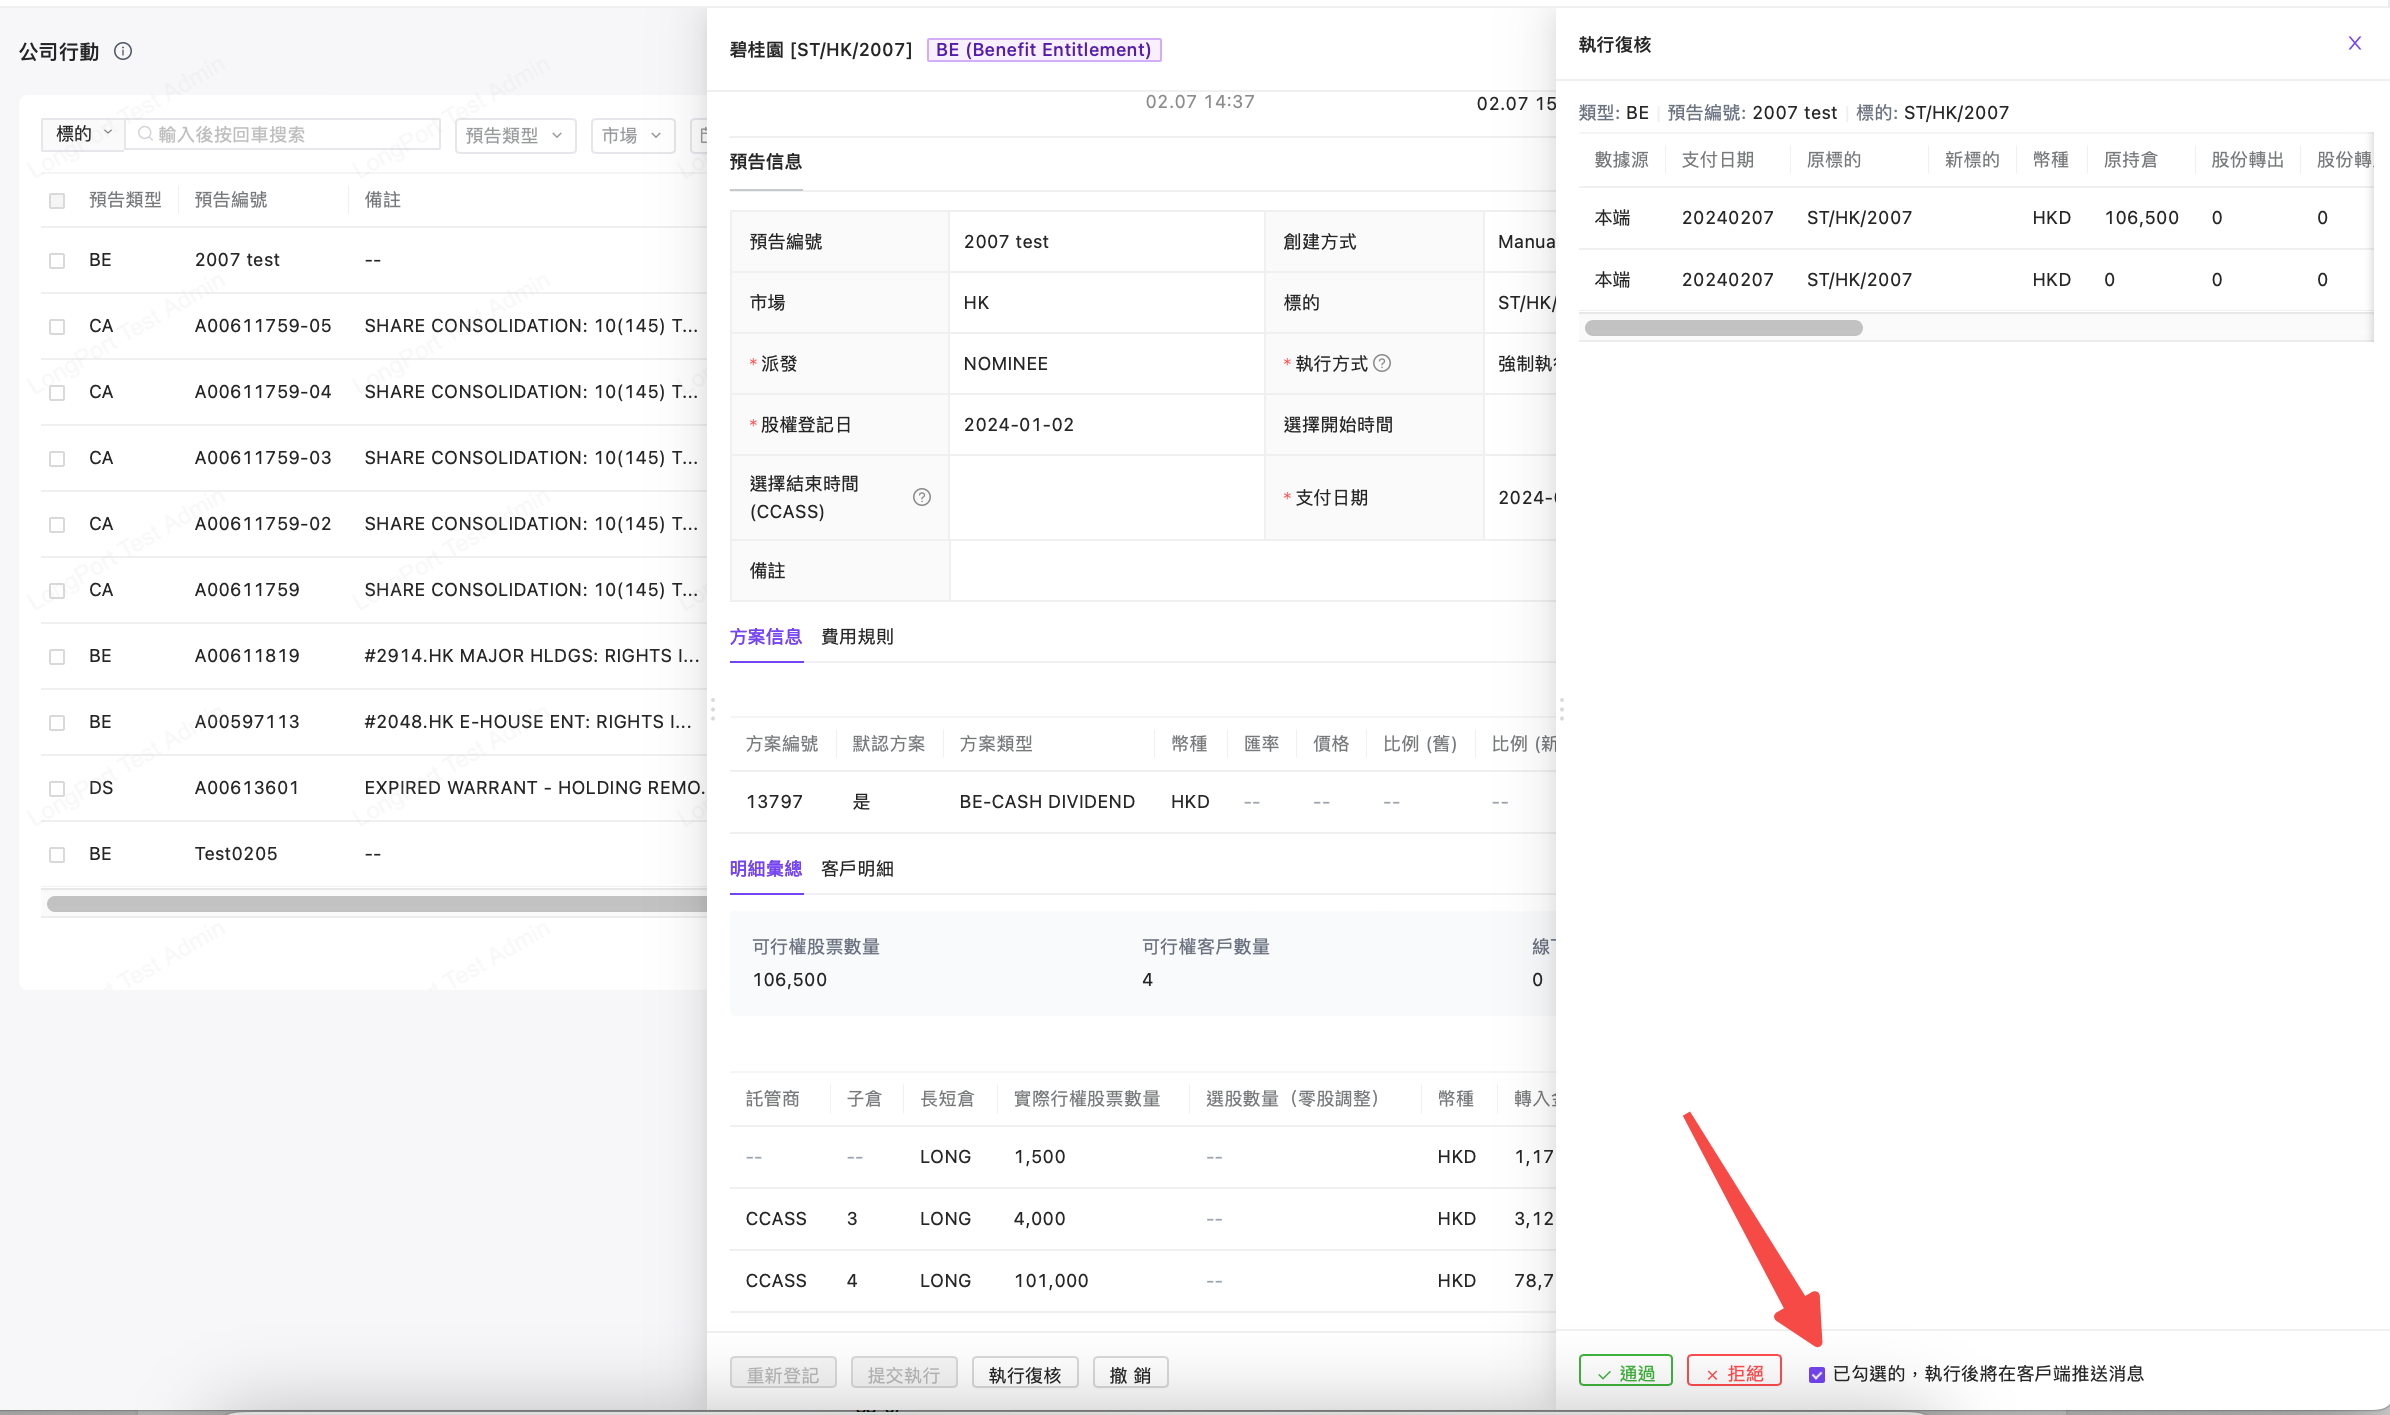 公司行動
標的 輸入後按回車搜索 預告類型 市場
預告類型 預告編號 備註
BE 2007 test --
CA A00611759-05 SHARE CONSOLIDATION: 10(145) T...
CA A00611759-04 SHARE CONSOLIDATION: 10(145) T...
CA A00611759-03 SHARE CONSOLIDATION: 10(145) T...
CA A00611759-02 SHARE CONSOLIDATION: 10(145) T...
CA A00611759 SHARE CONSOLIDATION: 10(145) T...
BE A00611819 #2914.HK MAJOR HLDGS: RIGHTS I...
BE A00597113 #2048.HK E-HOUSE ENT: RIGHTS I...
DS A00613601 EXPIRED WARRANT - HOLDING REMO.
BE Test0205 --
LongPort Test Admin
碧桂園 [ST/HK/2007] BE (Benefit Entitlement)
02.07 14:37 02.07 15
預告信息
預告編號 2007 test 創建方式 Manua
市場 HK 標的 ST/HK/
* 派發 NOMINEE * 執行方式 強制執
* 股權登記日 2024-01-02 選擇開始時間
選擇結束時間
(CCASS) * 支付日期 2024-
備註
方案信息 費用規則
方案編號 默認方案 方案類型 幣種 匯率 價格 比例 (舊) 比例 (新
13797 是 BE-CASH DIVIDEND HKD -- -- -- --
明細彙總 客戶明細
可行權股票數量 可行權客戶數量 線
106,500 4 0
託管商 子倉 長短倉 實際行權股票數量 選股數量（零股調整） 幣種 轉入
-- -- LONG 1,500 -- HKD 1,17
CCASS 3 LONG 4,000 -- HKD 3,12
CCASS 4 LONG 101,000 -- HKD 78,7
重新登記 提交執行 執行復核 撤 銷
執行復核
類型: BE 預告編號: 2007 test 標的: ST/HK/2007
數據源 支付日期 原標的 新標的 幣種 原持倉 股份轉出 股份轉
本端 20240207 ST/HK/2007 HKD 106,500 0 0
本端 20240207 ST/HK/2007 HKD 0 0 0
通過 拒絕 已勾選的，執行後將在客戶端推送消息